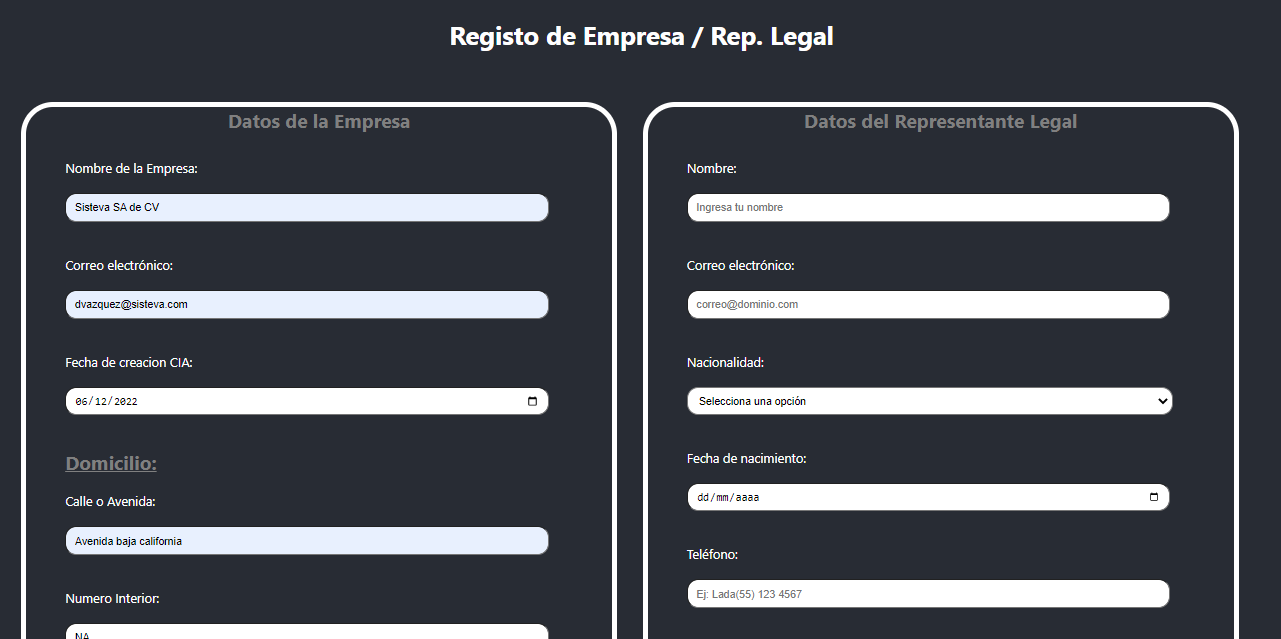 Registo de Empresa / Rep. Legal
Datos de la Empresa
Nombre de la Empresa:
Sisteva SA de CV
Correo electrónico:
dvazquez@sisteva.com
Fecha de creacion CIA:
06/12/2022
Domicilio:
Calle o Avenida:
Avenida baja california
Numero Interior:
NA
Datos del Representante Legal
Nombre:
Ingresa tu nombre
Correo electrónico:
correo@dominio.com
Nacionalidad:
Selecciona una opción
Fecha de nacimiento:
dd/mm/aaaa
Teléfono:
Ej: Lada(55) 123 4567